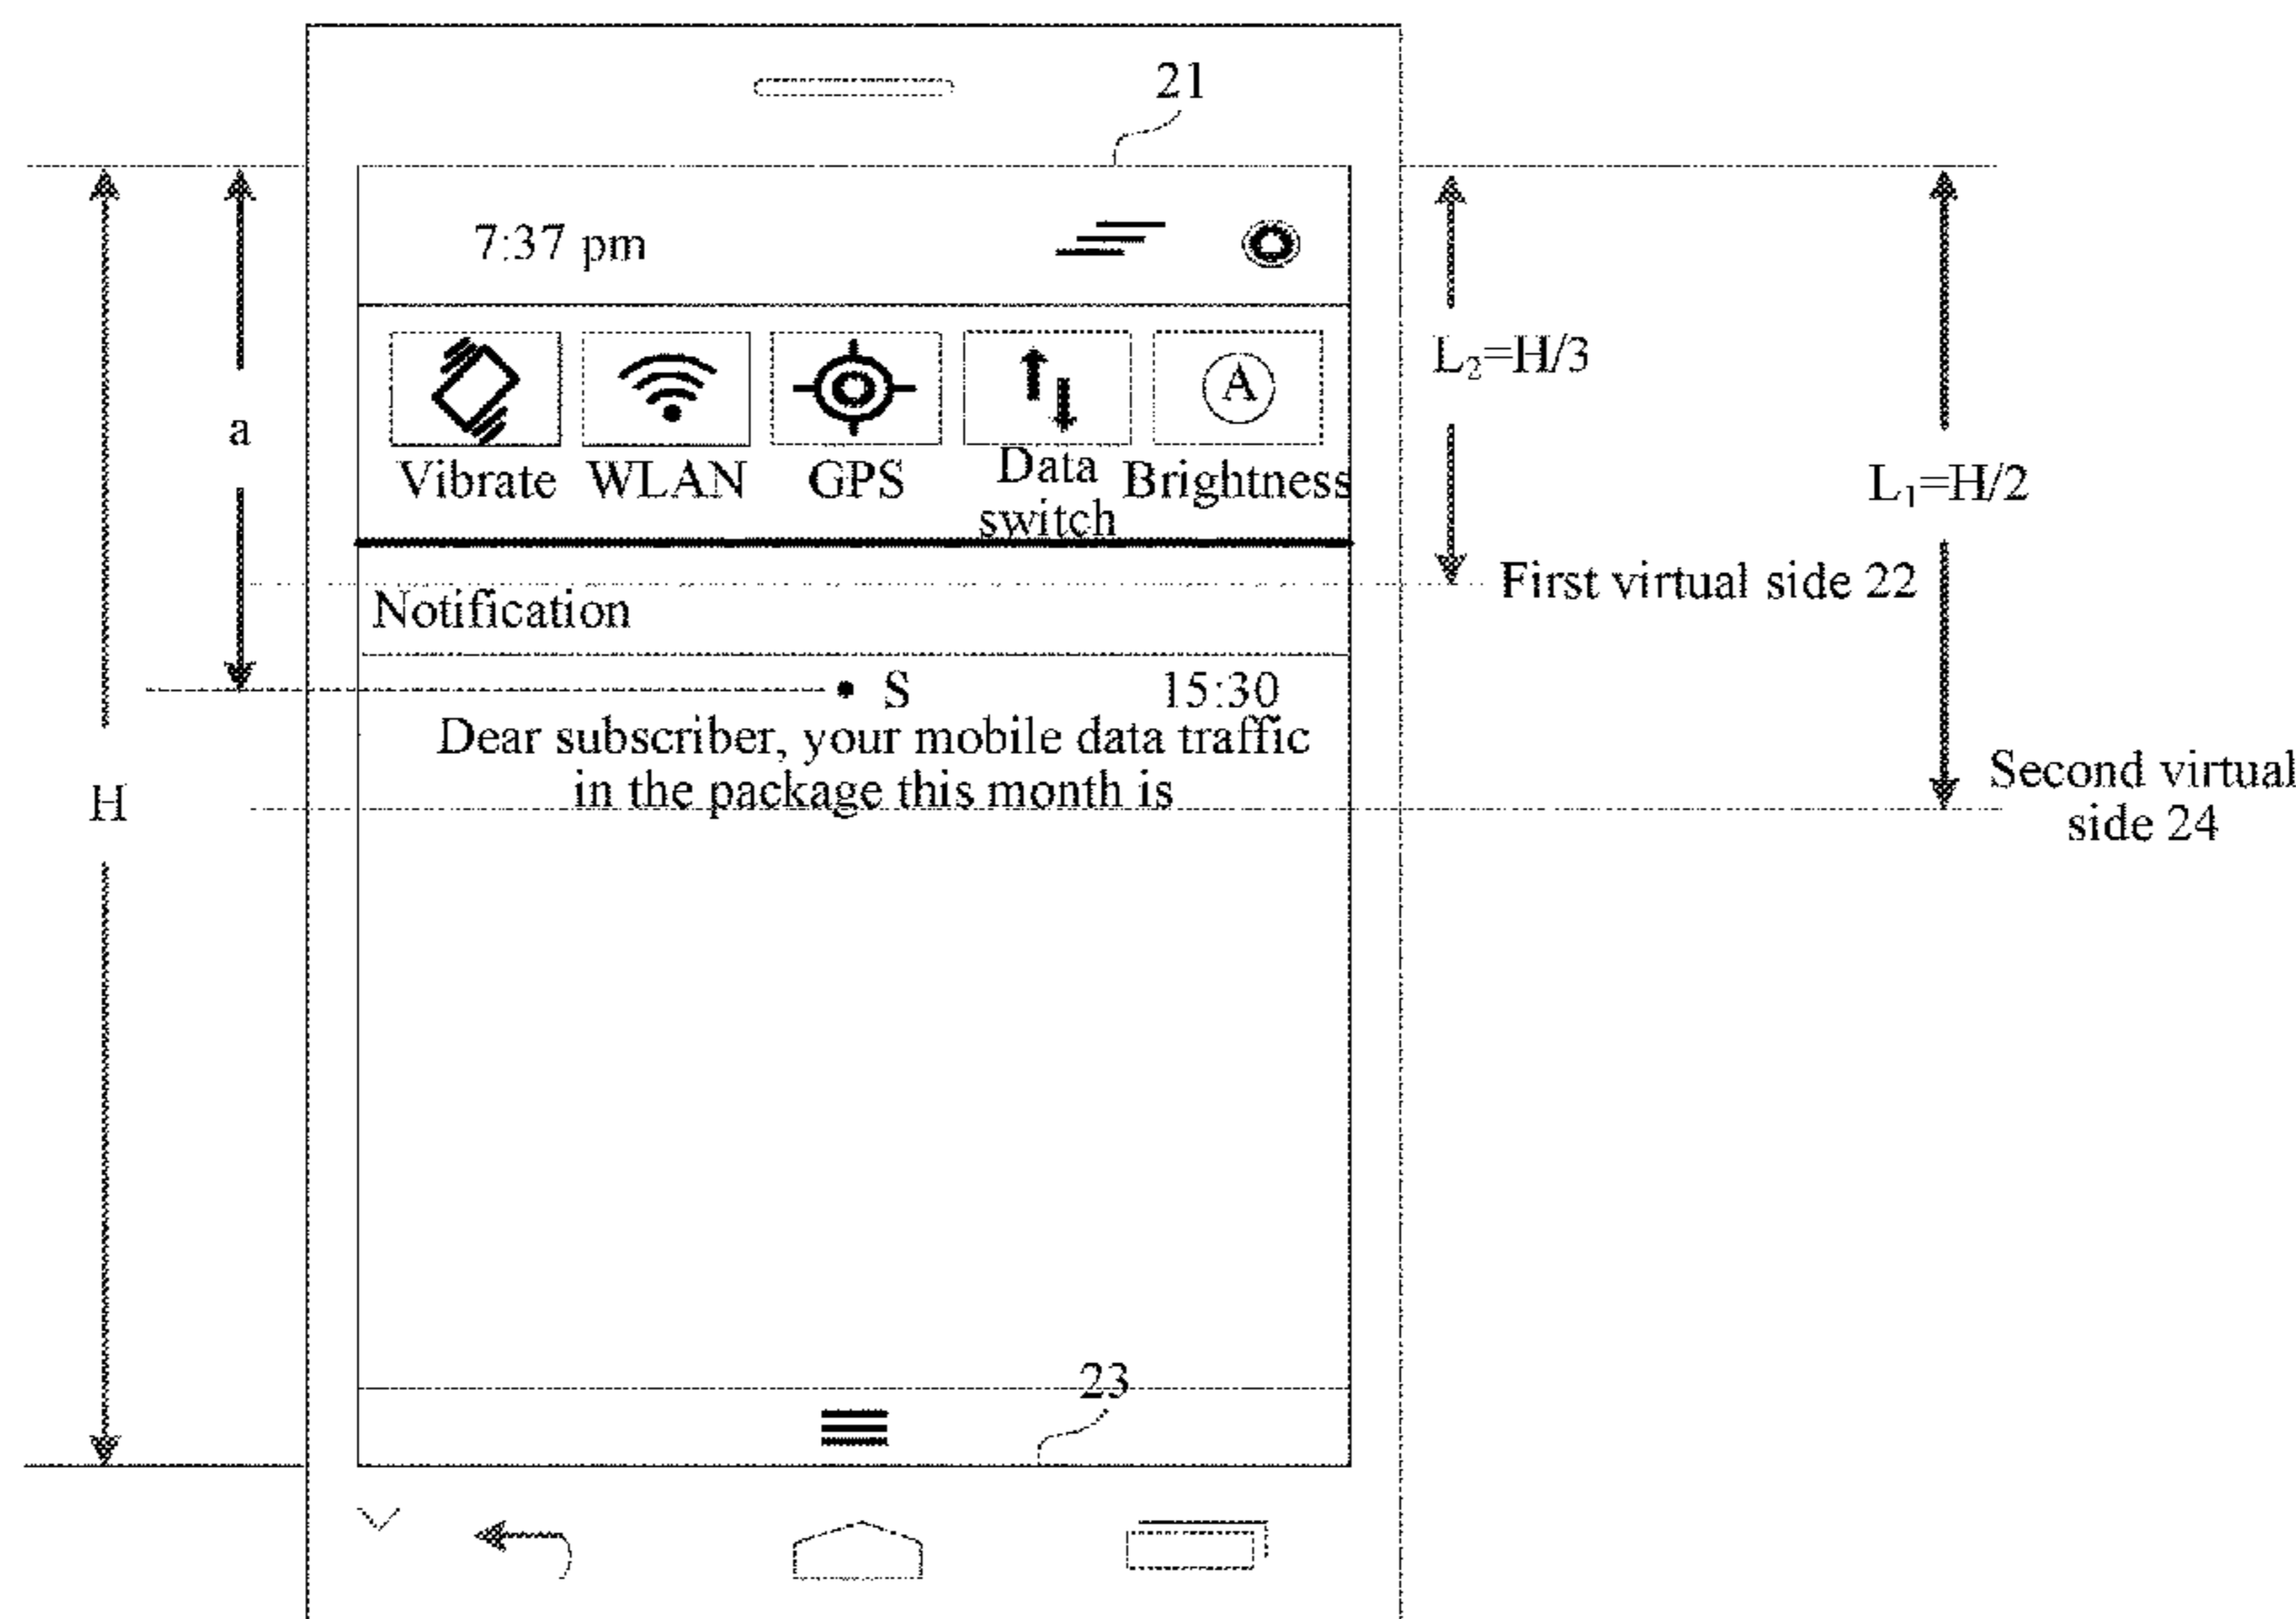 21
7:37 pm
L₂=H/3
A
a
Vibrate WLAN GPS Data switch Brightness
L₁=H/2
First virtual side 22
Notification
S 15:30
Dear subscriber, your mobile data traffic
in the package this month is
H
Second virtual
side 24
23